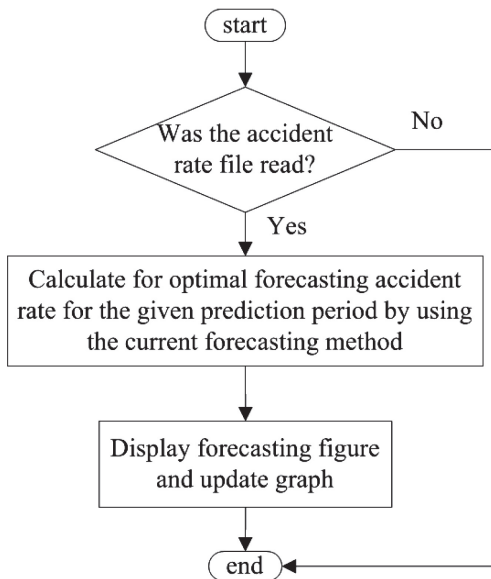 start
Was the accident
rate file read?
No
Yes
Calculate for optimal forecasting accident
rate for the given prediction period by using
the current forecasting method
Display forecasting figure
and update graph
end